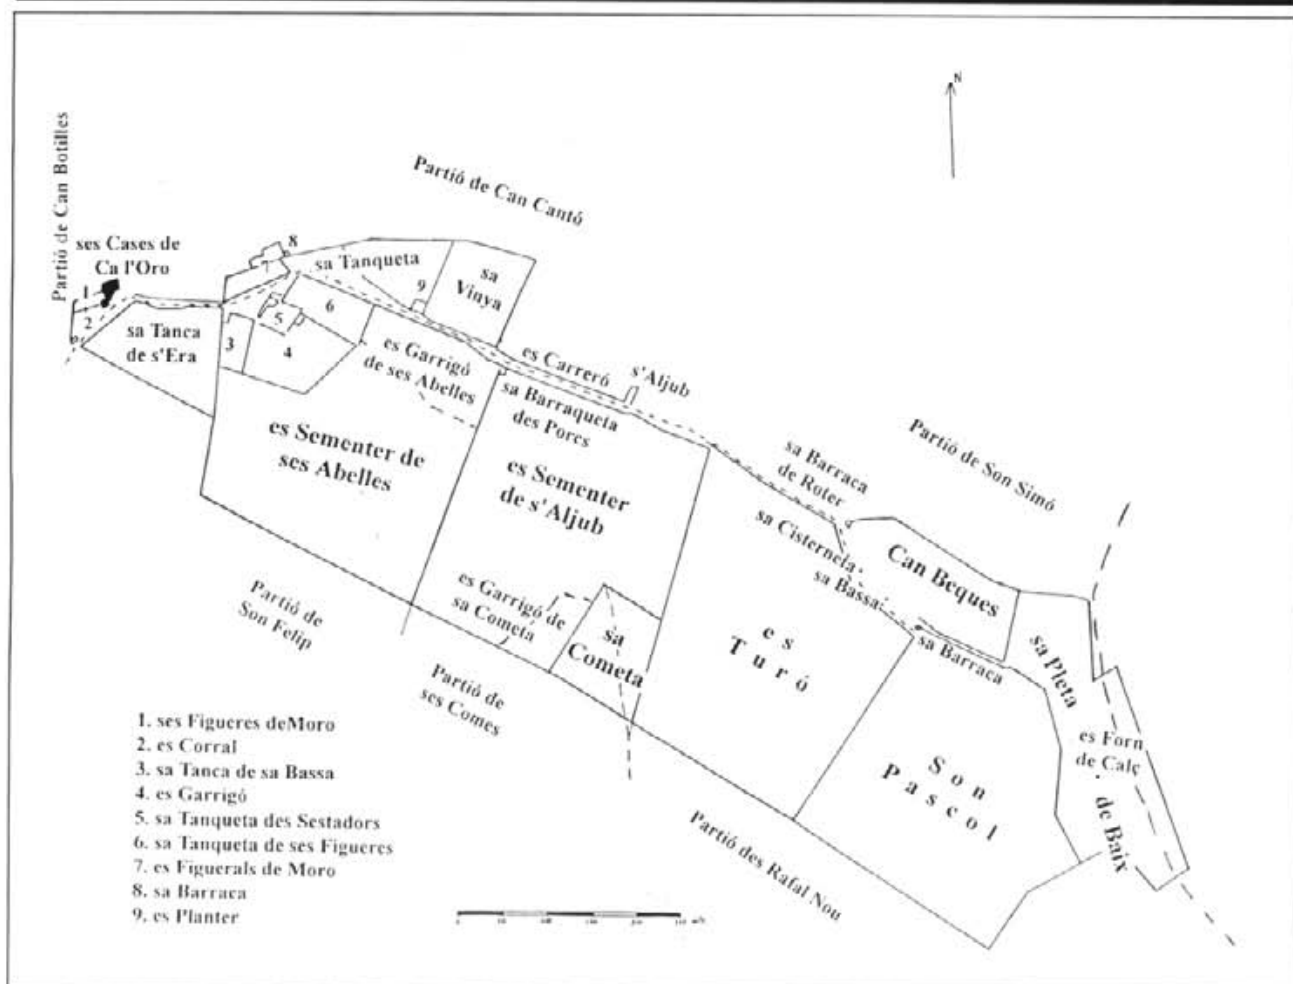 N
Partió de Can Botilles
Partió de Can Cantó
ses Cases de
Ca l'Oro
8
7
sa Tanqueta
sa
Vinya
9
1
2
sa Tanca
de s'Era
3
5
6
4
es Garrigó
de ses Abelles
es Carreró
s'Aljub
sa Barraqueta
des Porcs
es Sementer de
ses Abelles
es Sementer
de s'Aljub
sa Barraca
de Roter
Partió de Son Simó
sa Cisterneta
sa Bassa
Can Beques
sa Barraca
es Garrigó de
sa Cometa
sa
Cometa
es
Turó
sa Pleta
de Baix
es Forn
de Calç
Son
Pascol
Partió de
Son Felip
Partió de
ses Comes
Partió des Rafal Nou
1. ses Figueres deMoro
2. es Corral
3. sa Tanca de sa Bassa
4. es Garrigó
5. sa Tanqueta des Sestadors
6. sa Tanqueta de ses Figueres
7. es Figuerals de Moro
8. sa Barraca
9. es Planter
0